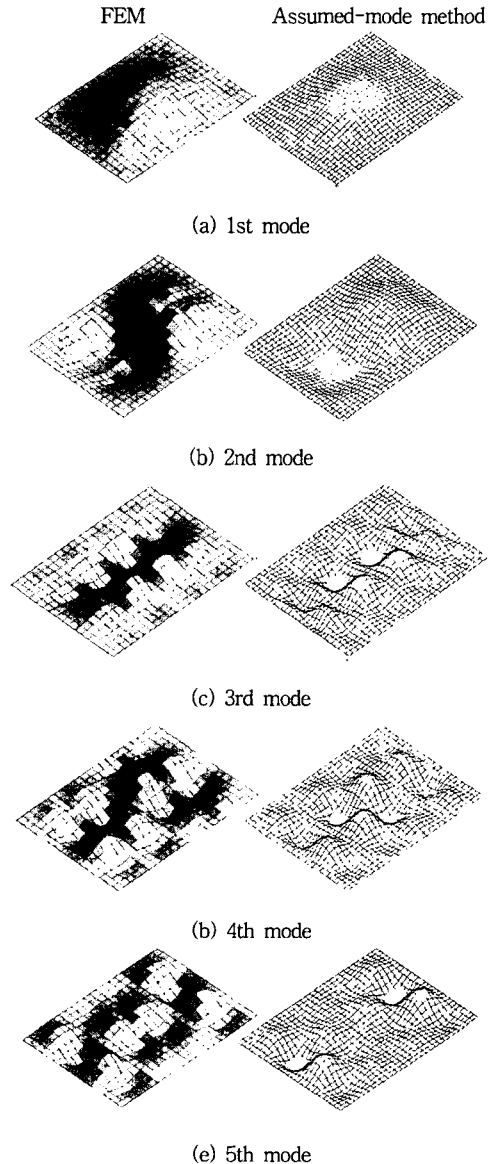 FEM Assumed-mode method
(a) 1st mode
(b) 2nd mode
(c) 3rd mode
(b) 4th mode
(e) 5th mode